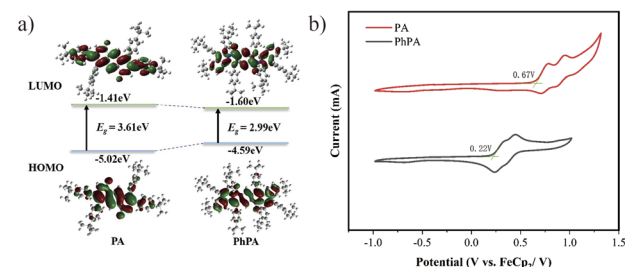 a)
LUMO
-1.41eV
-1.60eV
Eg = 3.61eV
Eg = 2.99eV
HOMO
-5.02eV
-4.59eV
PA
PhPA
b)
PA
PhPA
0.67V
0.22V
Current (mA)
-1.0
-0.5
0.0
0.5
1.0
1.5
Potential (V vs. FeCp₂/ V)